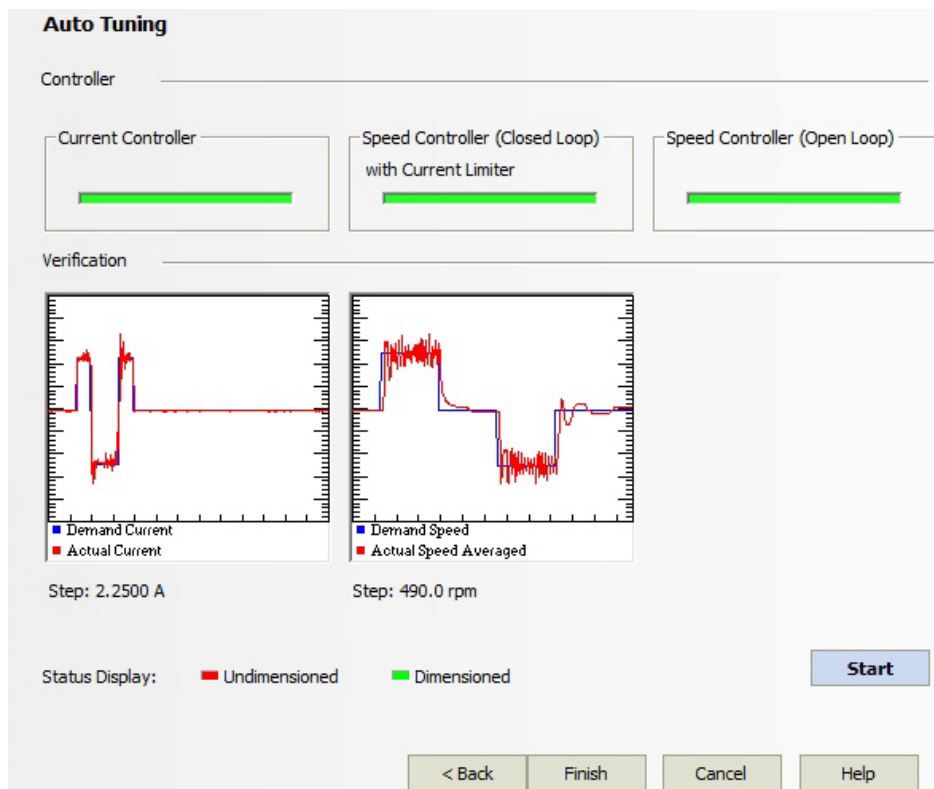 Auto Tuning
Controller
Current Controller
Speed Controller (Closed Loop)
with Current Limiter
Speed Controller (Open Loop)
Verification
Demand Current
Actual Current
Demand Speed
Actual Speed Averaged
Step: 2.2500 A
Step: 490.0 rpm
Status Display:
Undimensioned
Dimensioned
Start
< Back
Finish
Cancel
Help